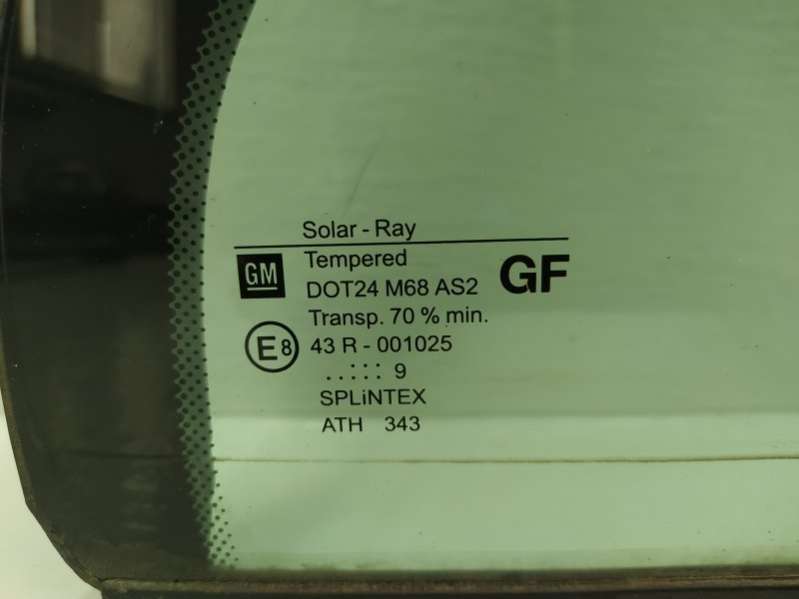 Solar - Ray
GM
Tempered
GF
DOT24 M68 AS2
Transp. 70 % min.
E8
43 R - 001025
..::: 9
SPLiNTEX
ATH 343